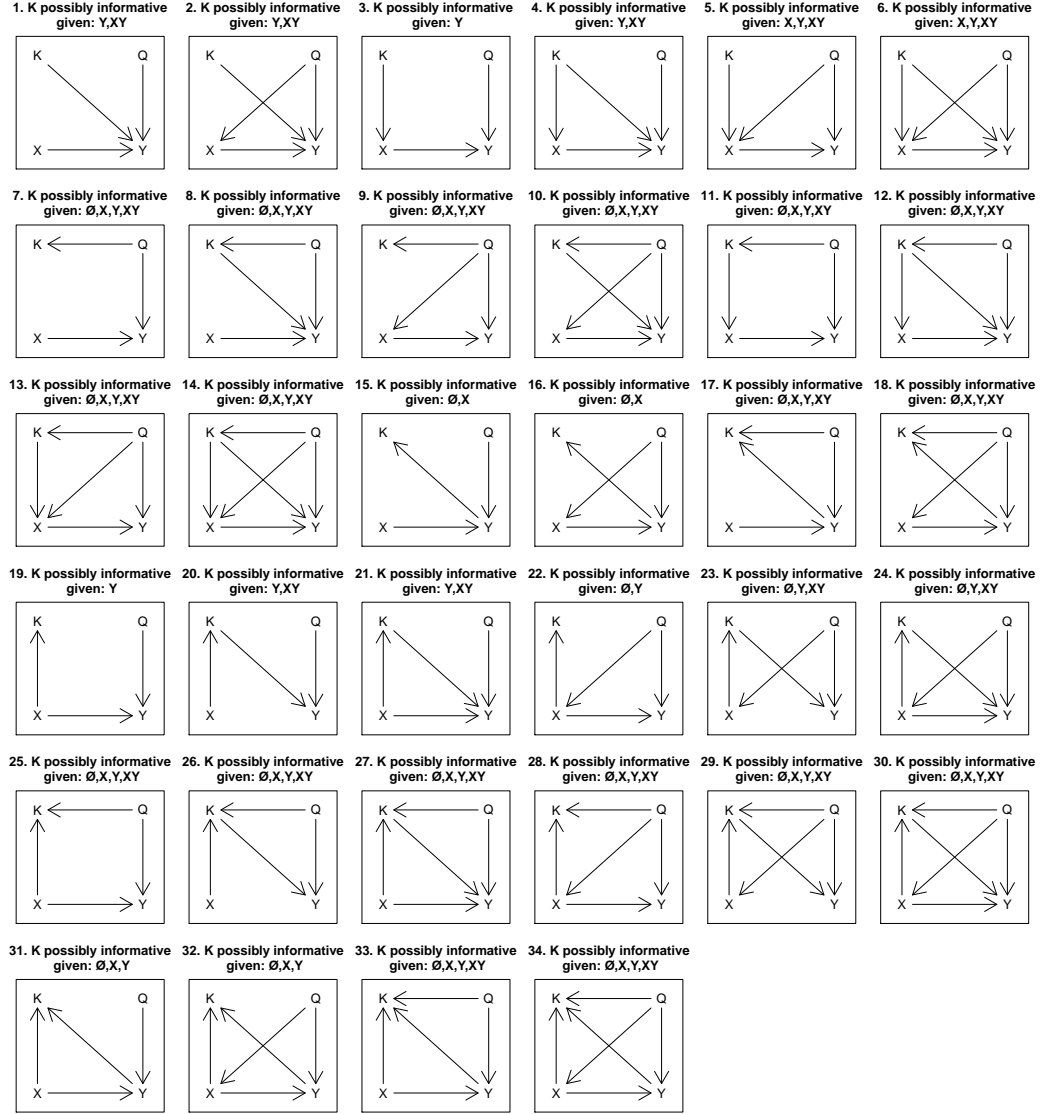 1. K possibly informative
given: Y,XY
K Q
X Y
2. K possibly informative
given: Y,XY
K Q
X Y
3. K possibly informative
given: Y
K Q
X Y
4. K possibly informative
given: Y,XY
K Q
X Y
5. K possibly informative
given: X,Y,XY
K Q
X Y
6. K possibly informative
given: X,Y,XY
K Q
X Y
7. K possibly informative
given: Ø,X,Y,XY
K Q
X Y
8. K possibly informative
given: Ø,X,Y,XY
K Q
X Y
9. K possibly informative
given: Ø,X,Y,XY
K Q
X Y
10. K possibly informative
given: Ø,X,Y,XY
K Q
X Y
11. K possibly informative
given: Ø,X,Y,XY
K Q
X Y
12. K possibly informative
given: Ø,X,Y,XY
K Q
X Y
13. K possibly informative
given: Ø,X,Y,XY
K Q
X Y
14. K possibly informative
given: Ø,X,Y,XY
K Q
X Y
15. K possibly informative
given: Ø,X
K Q
X Y
16. K possibly informative
given: Ø,X
K Q
X Y
17. K possibly informative
given: Ø,X,Y,XY
K Q
X Y
18. K possibly informative
given: Ø,X,Y,XY
K Q
X Y
19. K possibly informative
given: Y
K Q
X Y
20. K possibly informative
given: Y,XY
K Q
X Y
21. K possibly informative
given: Y,XY
K Q
X Y
22. K possibly informative
given: Ø,Y
K Q
X Y
23. K possibly informative
given: Ø,Y,XY
K Q
X Y
24. K possibly informative
given: Ø,Y,XY
K Q
X Y
25. K possibly informative
given: Ø,X,Y,XY
K Q
X Y
26. K possibly informative
given: Ø,X,Y,XY
K Q
X Y
27. K possibly informative
given: Ø,X,Y,XY
K Q
X Y
28. K possibly informative
given: Ø,X,Y,XY
K Q
X Y
29. K possibly informative
given: Ø,X,Y,XY
K Q
X Y
30. K possibly informative
given: Ø,X,Y,XY
K Q
X Y
31. K possibly informative
given: Ø,X,Y
K Q
X Y
32. K possibly informative
given: Ø,X,Y
K Q
X Y
33. K possibly informative
given: Ø,X,Y,XY
K Q
X Y
34. K possibly informative
given: Ø,X,Y,XY
K Q
X Y